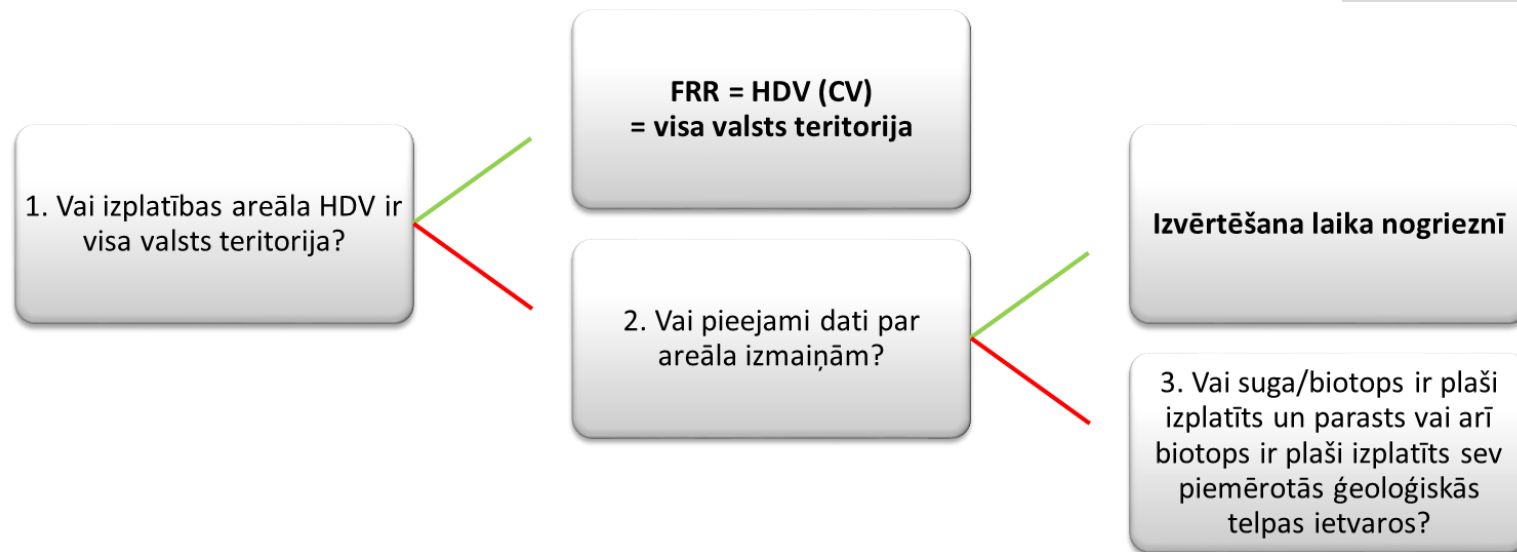 1. Vai izplatības areāla HDV ir
visa valsts teritorija?
FRR = HDV (CV)
= visa valsts teritorija
2. Vai pieejami dati par
areāla izmaiņām?
Izvērtēšana laika nogrieznī
3. Vai suga/biotops ir plaši
izplatīts un parasts vai arī
biotops ir plaši izplatīts sev
piemērotās ģeoloģiskās
telpas ietvaros?